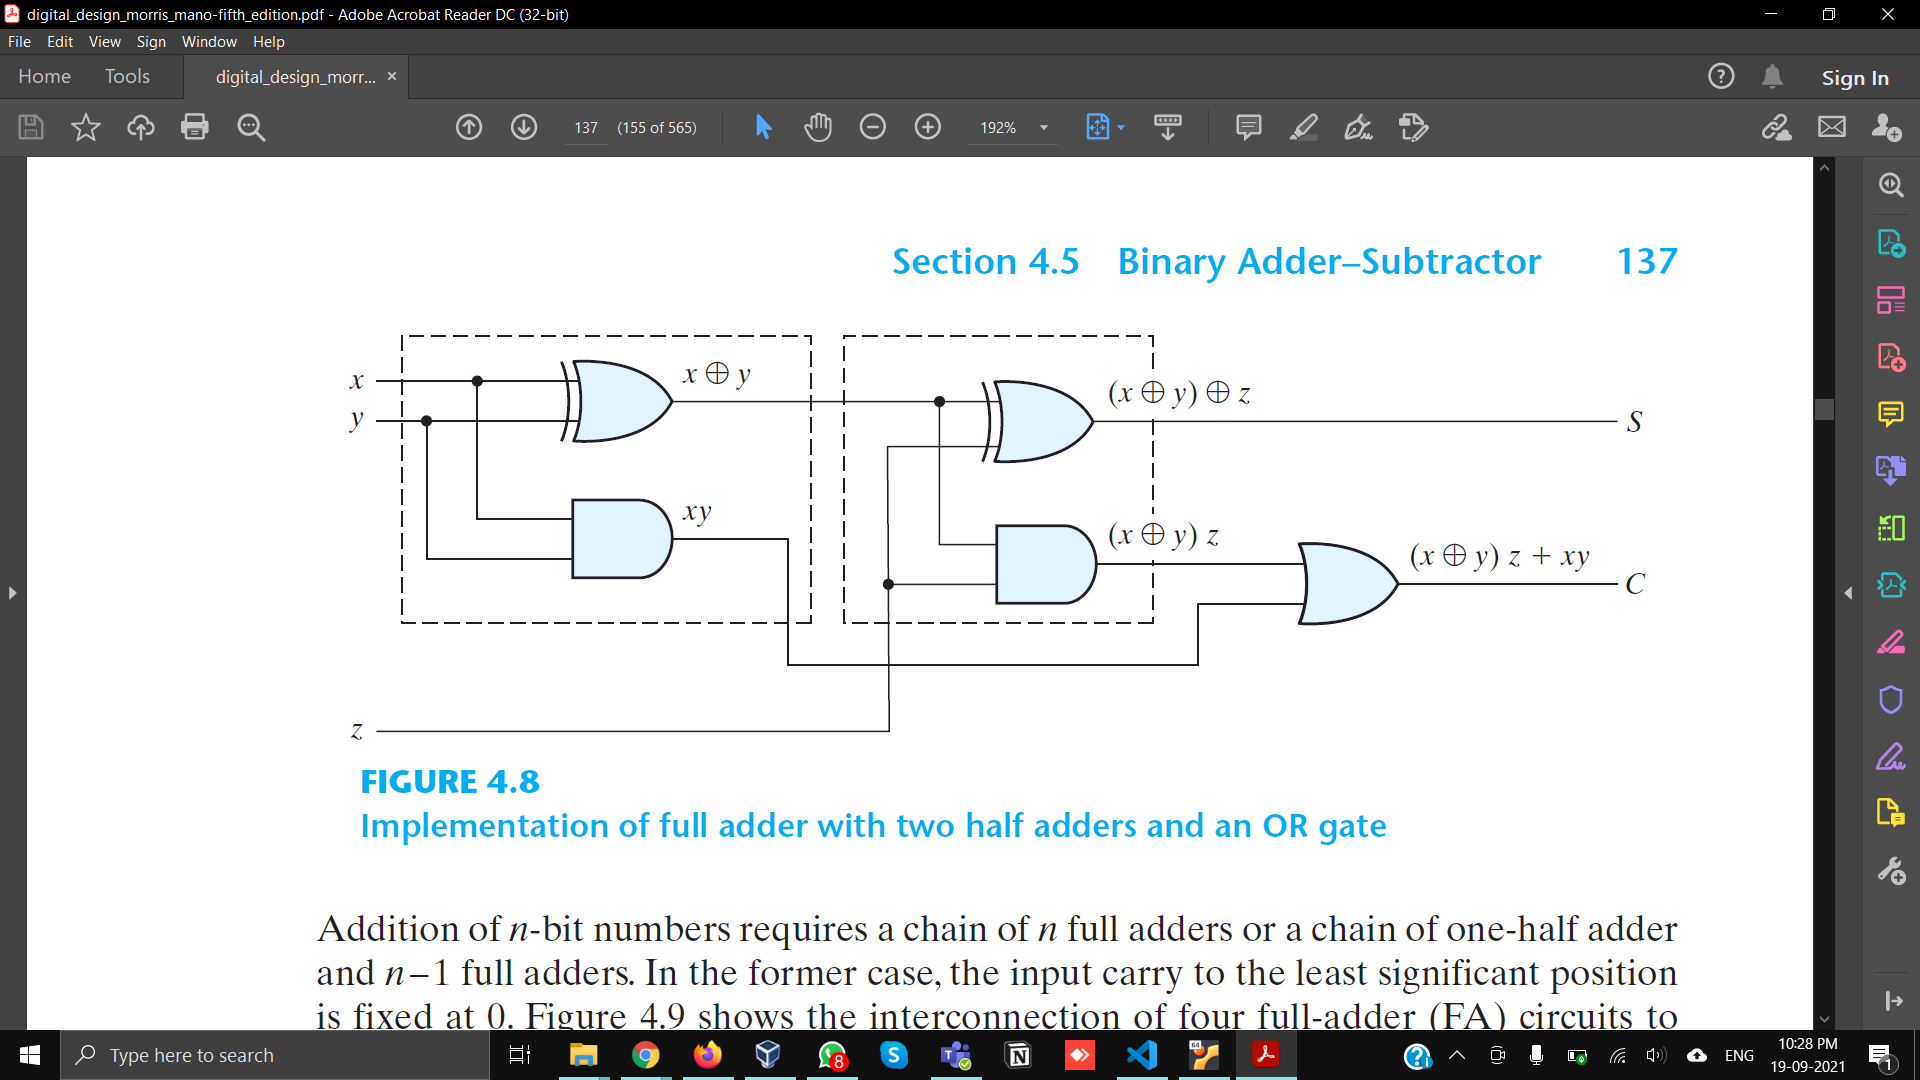 digital_design_morris_mano-fifth_edition.pdf - Adobe Acrobat Reader DC (32-bit)
File Edit View Sign Window Help
Home Tools digital_design_morr... × Sign In
137 (155 of 565) 192%
Section 4.5 Binary Adder–Subtractor 137
x
y
x ⊕ y
(x ⊕ y) ⊕ z
S
xy
(x ⊕ y) z
(x ⊕ y) z + xy
C
z
FIGURE 4.8
Implementation of full adder with two half adders and an OR gate
Addition of n-bit numbers requires a chain of n full adders or a chain of one-half adder
and n–1 full adders. In the former case, the input carry to the least significant position
is fixed at 0. Figure 4.9 shows the interconnection of four full-adder (FA) circuits to
Type here to search
8
64
ENG
10:28 PM
19-09-2021
1